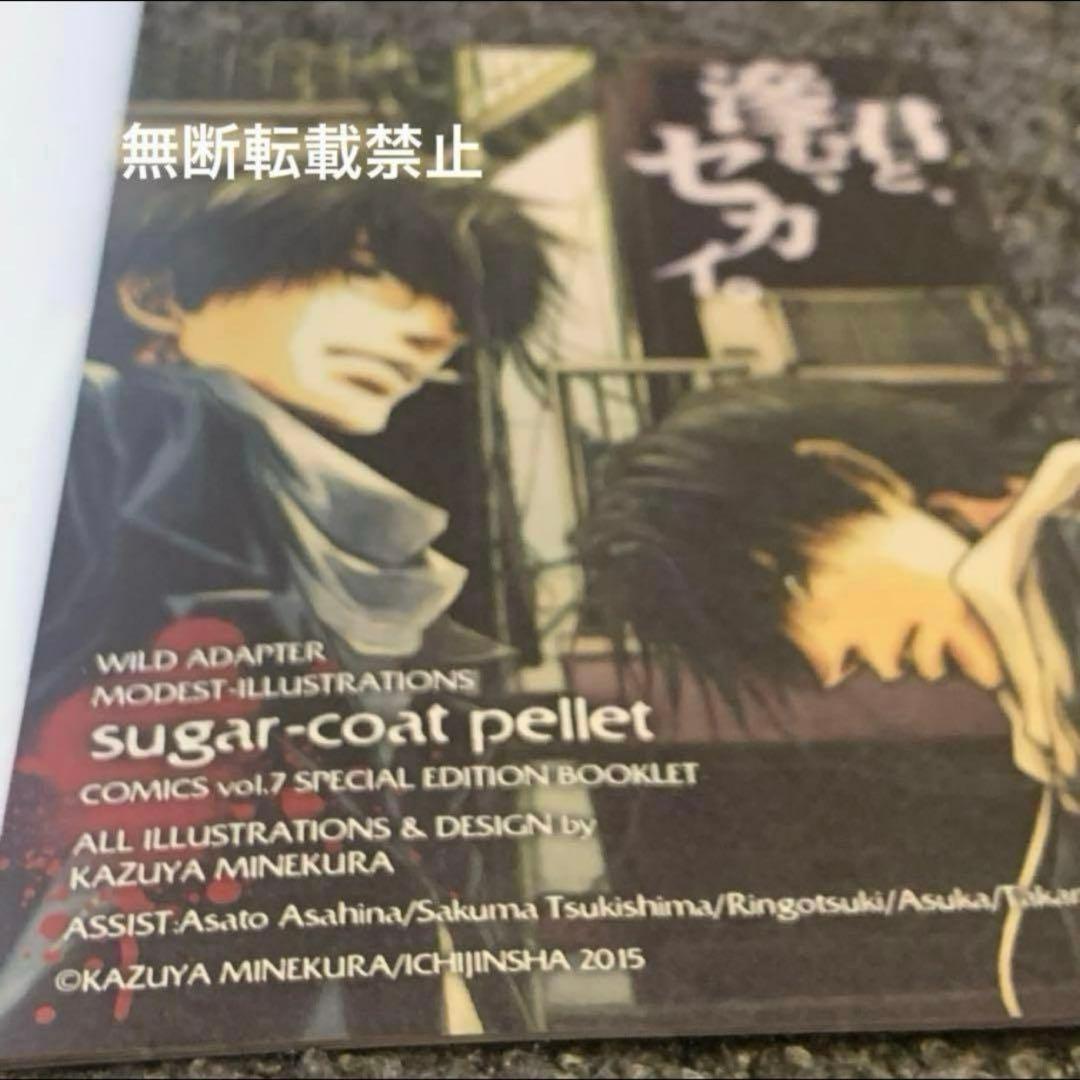 無断転載禁止
セカイ。
WILD ADAPTER
MODEST-ILLUSTRATIONS
sugar-coat pellet
COMICS vol.7 SPECIAL EDITION BOOKLET
ALL ILLUSTRATIONS & DESIGN by
KAZUYA MINEKURA
ASSIST:Asato Asahina/Sakuma Tsukishima/Ringotsuki/Asuka/
©KAZUYA MINEKURA/ICHIJINSHA 2015